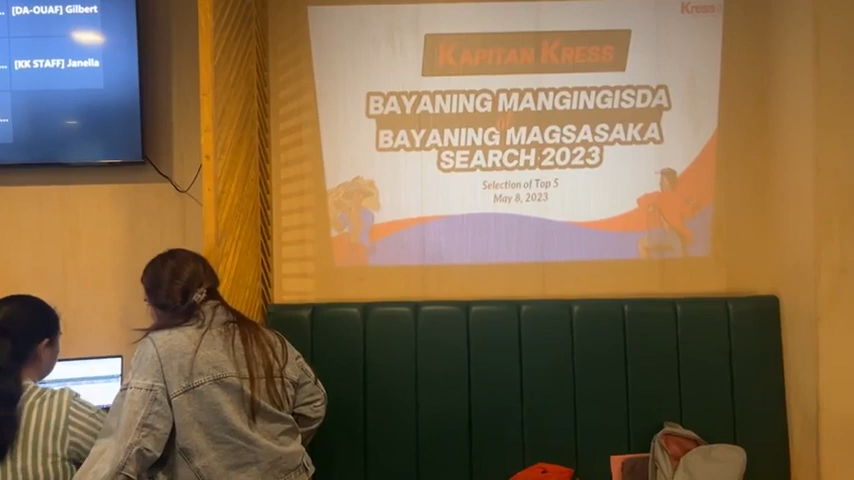 ... [DA-OUAF] Gilbert
... [KK STAFF] Janella
Kress
KAPITAN KRESS
BAYANING MANGINGISDA
at
BAYANING MAGSASAKA
SEARCH 2023
Selection of Top 5
May 8, 2023